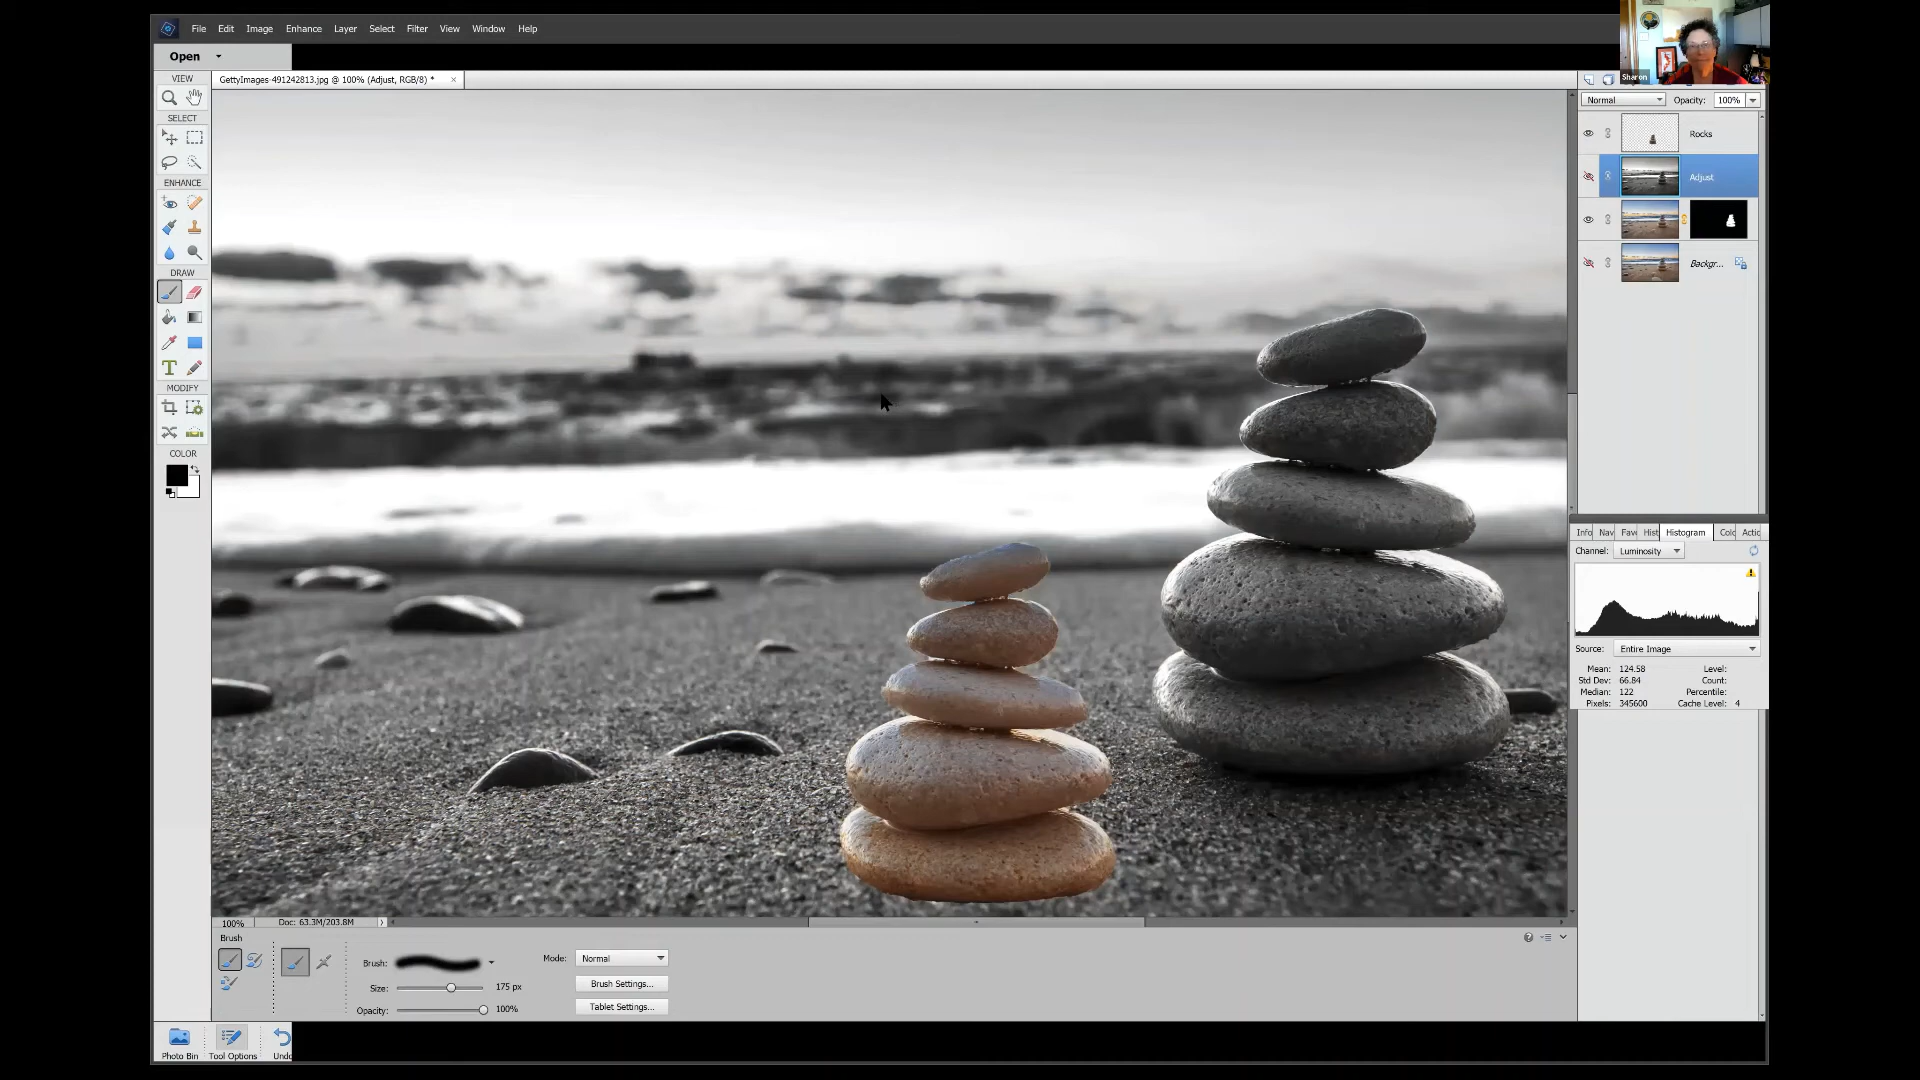 File Edit Image Enhance Layer Select Filter View Window Help
Sharon
Open
GettyImages-491242813.jpg @ 100% (Adjust, RGB/8) *
VIEW
SELECT
ENHANCE
DRAW
MODIFY
COLOR
Normal Opacity: 100%
Rocks
Adjust
Backgr...
Info Nav Fav Hist Histogram Colo Actio
Channel: Luminosity
Source: Entire Image
Mean: 124.58 Level:
Std Dev: 66.84 Count:
Median: 122 Percentile:
Pixels: 345600 Cache Level: 4
100% Doc: 63.3M/203.8M
Brush
Brush: Mode: Normal
Size: 175 px Brush Settings...
Opacity: 100% Tablet Settings...
Photo Bin Tool Options Undo